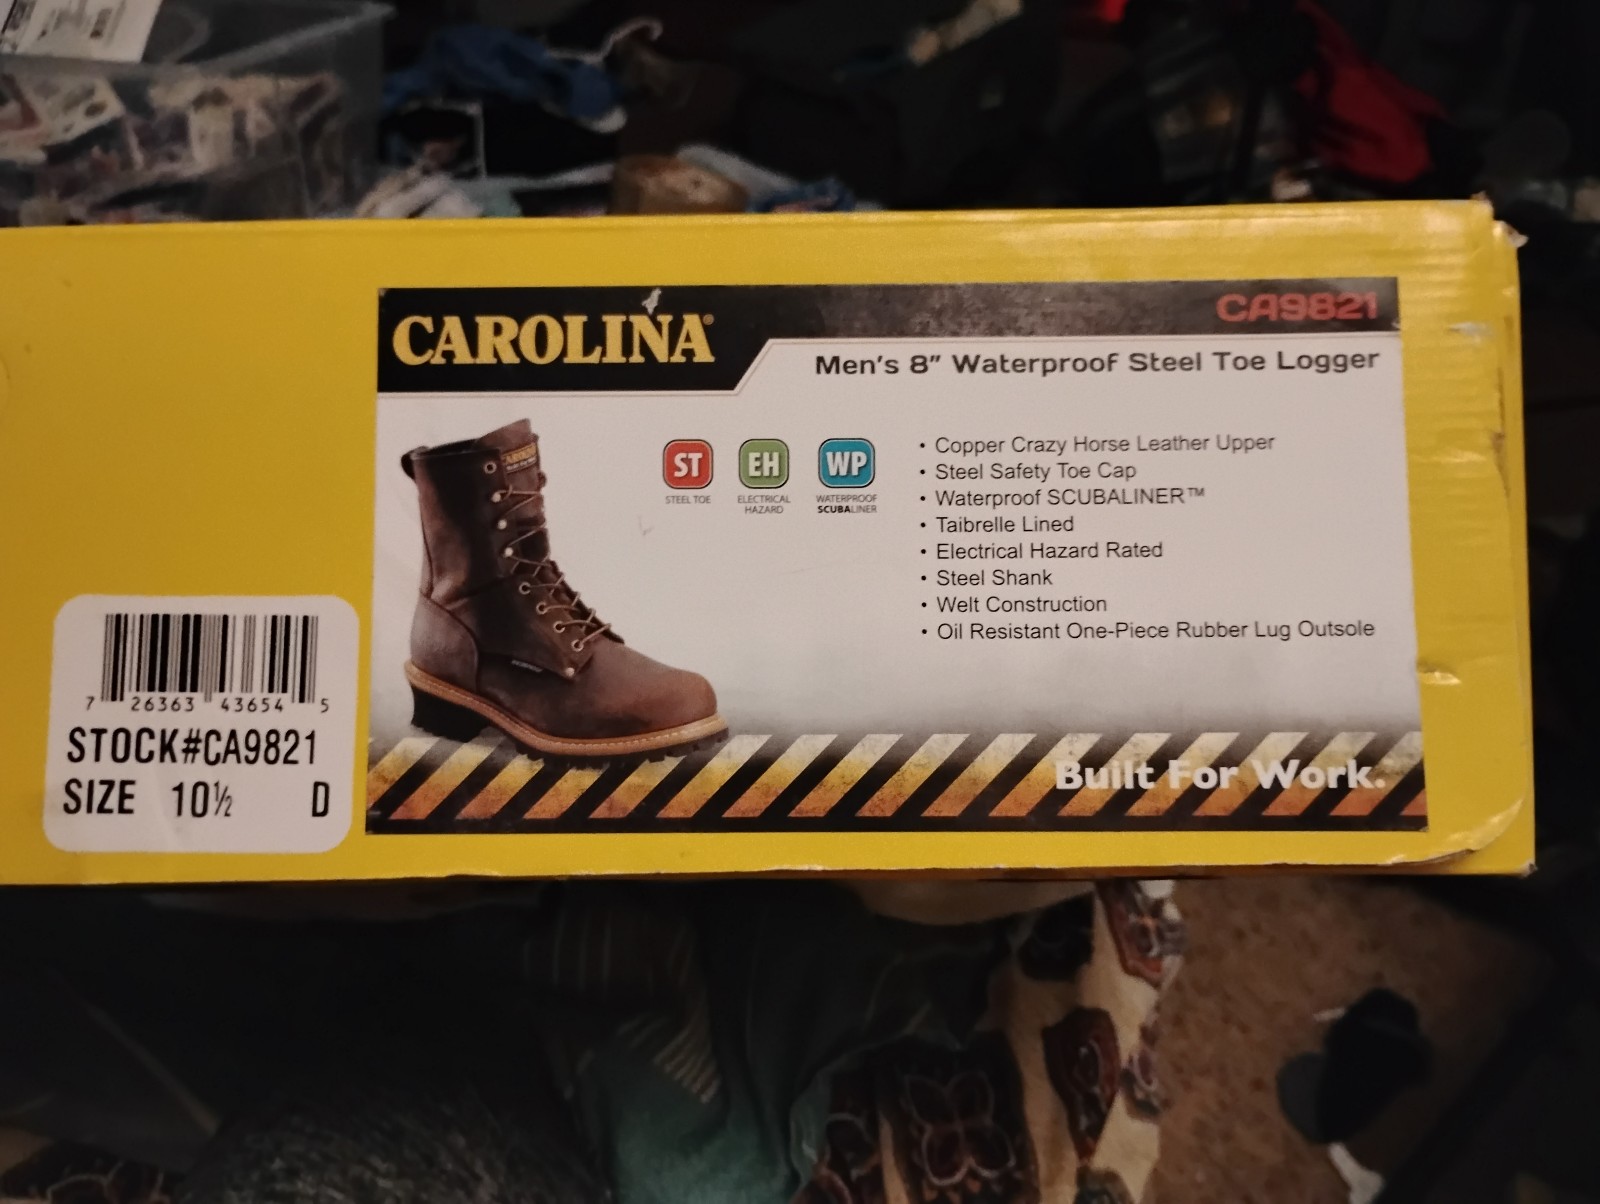 CAROLINA®
CA9821
Men's 8" Waterproof Steel Toe Logger
ST
STEEL TOE
EH
ELECTRICAL
HAZARD
WP
WATERPROOF
SCUBALINER
• Copper Crazy Horse Leather Upper
• Steel Safety Toe Cap
• Waterproof SCUBALINER™
• Taibrelle Lined
• Electrical Hazard Rated
• Steel Shank
• Welt Construction
• Oil Resistant One-Piece Rubber Lug Outsole
Built For Work.
7 26363 43654 5
STOCK#CA9821
SIZE 10½ D